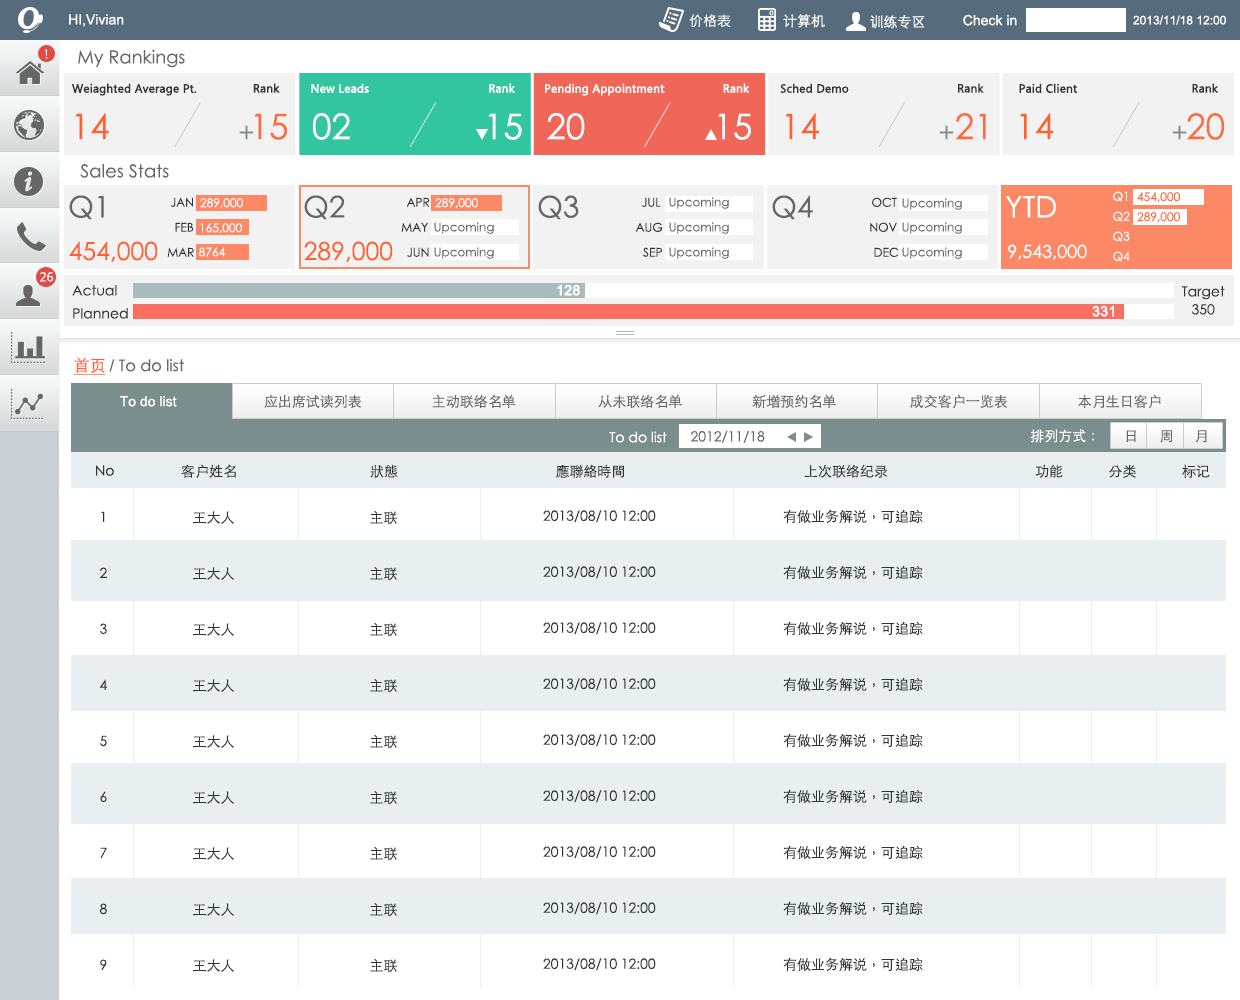 HI,Vivian
价格表
计算机
训练专区
Check in
2013/11/18 12:00
!
26
My Rankings
Weiaghted Average Pt. Rank
14 +15
New Leads Rank
02 ▼15
Pending Appointment Rank
20 ▲15
Sched Demo Rank
14 +21
Paid Client Rank
14 +20
Sales Stats
Q1
454,000
JAN 289,000
FEB 165,000
MAR 8764
Q2
289,000
APR 289,000
MAY Upcoming
JUN Upcoming
Q3
JUL Upcoming
AUG Upcoming
SEP Upcoming
Q4
OCT Upcoming
NOV Upcoming
DEC Upcoming
YTD
9,543,000
Q1 454,000
Q2 289,000
Q3
Q4
Actual 128
Planned 331
Target
350
首页 / To do list
To do list 应出席试读列表 主动联络名单 从未联络名单 新增预约名单 成交客户一览表 本月生日客户
To do list 2012/11/18 ◀ ▶ 排列方式： 日 周 月
No 客户姓名 狀態 應聯絡時間 上次联络纪录 功能 分类 标记
1 王大人 主联 2013/08/10 12:00 有做业务解说，可追踪
2 王大人 主联 2013/08/10 12:00 有做业务解说，可追踪
3 王大人 主联 2013/08/10 12:00 有做业务解说，可追踪
4 王大人 主联 2013/08/10 12:00 有做业务解说，可追踪
5 王大人 主联 2013/08/10 12:00 有做业务解说，可追踪
6 王大人 主联 2013/08/10 12:00 有做业务解说，可追踪
7 王大人 主联 2013/08/10 12:00 有做业务解说，可追踪
8 王大人 主联 2013/08/10 12:00 有做业务解说，可追踪
9 王大人 主联 2013/08/10 12:00 有做业务解说，可追踪